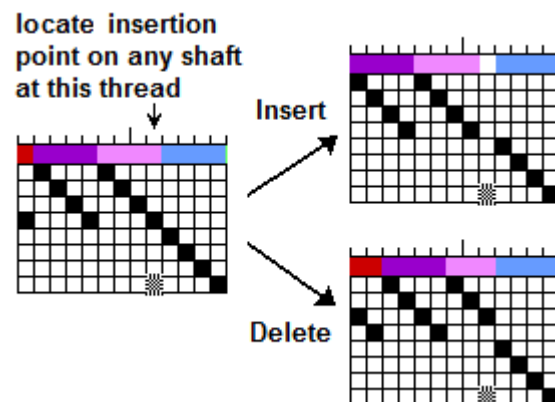 locate insertion
point on any shaft
at this thread
Insert
Delete